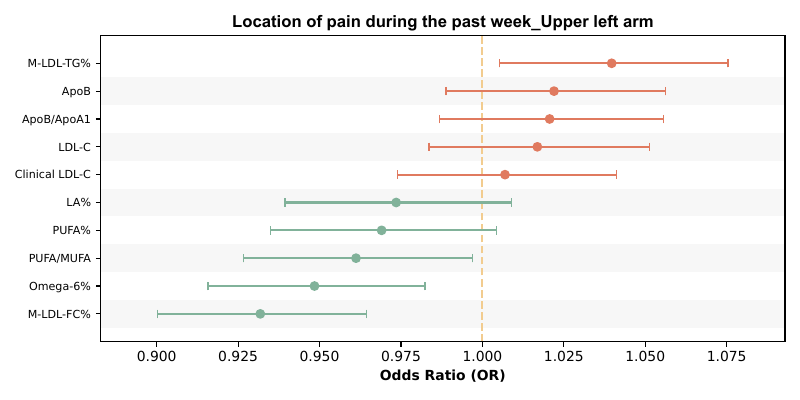 Location of pain during the past week_Upper left arm
M-LDL-TG%
ApoB
ApoB/ApoA1
LDL-C
Clinical LDL-C
LA%
PUFA%
PUFA/MUFA
Omega-6%
M-LDL-FC%
0.900 0.925 0.950 0.975 1.000 1.025 1.050 1.075
Odds Ratio (OR)